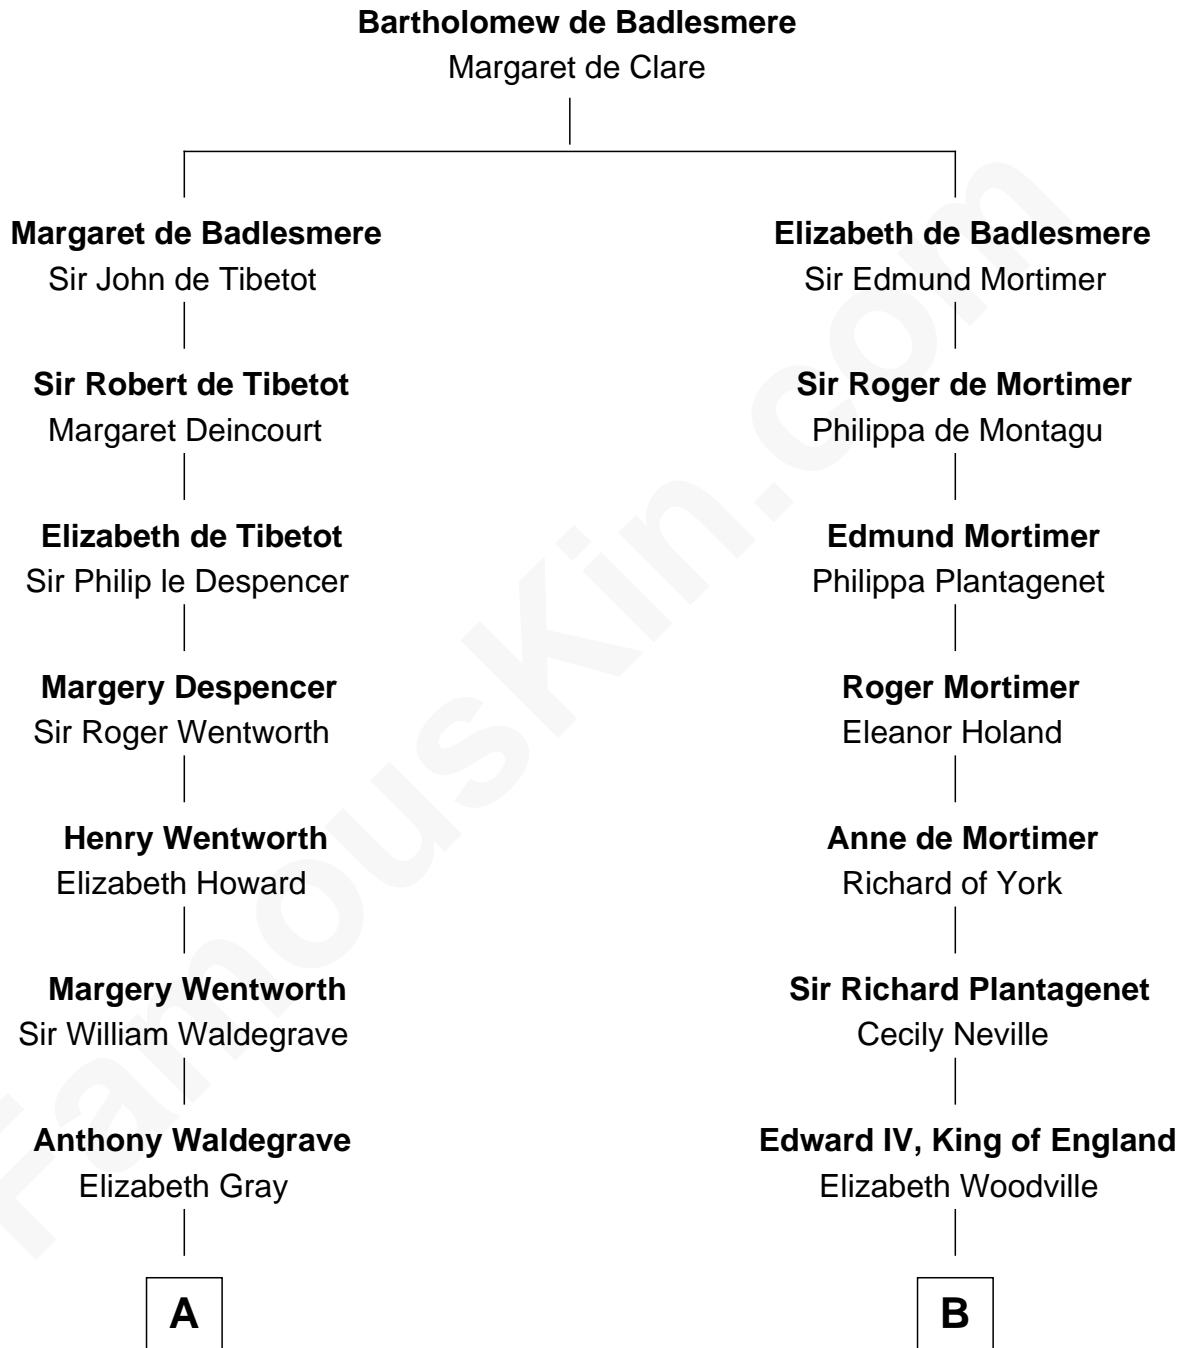 Bartholomew de Badlesmere
Margaret de Clare
Margaret de Badlesmere
Sir John de Tibetot
Elizabeth de Badlesmere
Sir Edmund Mortimer
Sir Robert de Tibetot
Margaret Deincourt
Sir Roger de Mortimer
Philippa de Montagu
Elizabeth de Tibetot
Sir Philip le Despencer
Edmund Mortimer
Philippa Plantagenet
Margery Despencer
Sir Roger Wentworth
Roger Mortimer
Eleanor Holand
Henry Wentworth
Elizabeth Howard
Anne de Mortimer
Richard of York
Margery Wentworth
Sir William Waldegrave
Sir Richard Plantagenet
Cecily Neville
Anthony Waldegrave
Elizabeth Gray
Edward IV, King of England
Elizabeth Woodville
A
B
FamousKin.com